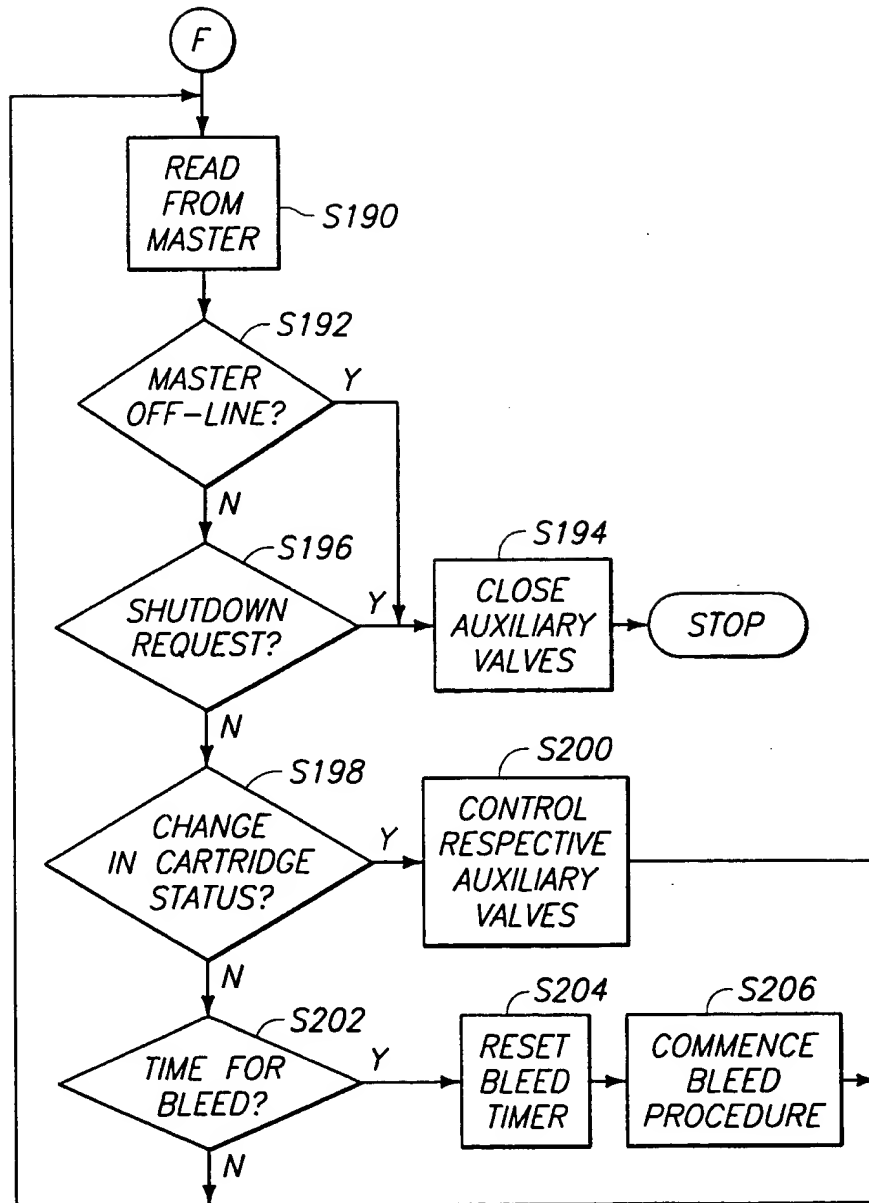 F
READ
FROM
MASTER
S190
S192
MASTER
OFF-LINE?
Y
N
S196
SHUTDOWN
REQUEST?
Y
N
S194
CLOSE
AUXILIARY
VALVES
STOP
S198
CHANGE
IN CARTRIDGE
STATUS?
Y
N
S200
CONTROL
RESPECTIVE
AUXILIARY
VALVES
S202
TIME FOR
BLEED?
Y
N
S204
RESET
BLEED
TIMER
S206
COMMENCE
BLEED
PROCEDURE